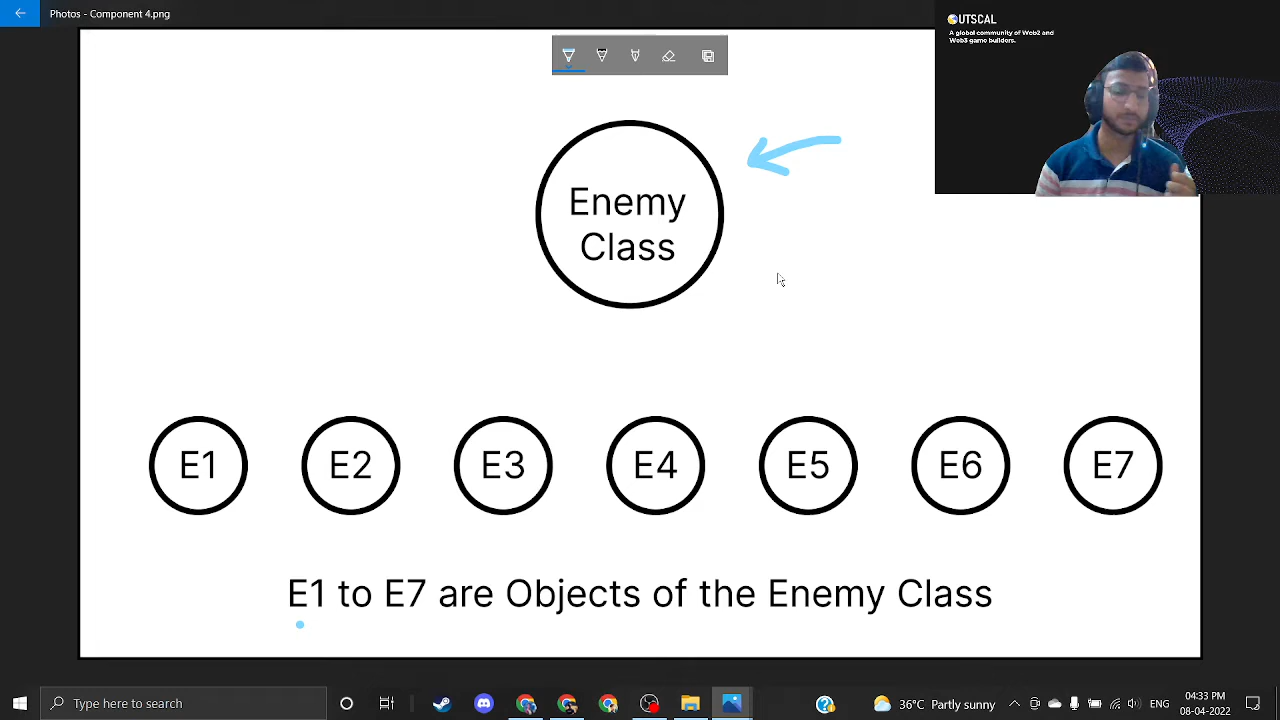 Photos - Component 4.png
OUTSCAL
A global community of Web2 and
Web3 game builders.
Enemy
Class
E1 E2 E3 E4 E5 E6 E7
E1 to E7 are Objects of the Enemy Class
Type here to search
36°C Partly sunny
04:33 PM
08-04-2022